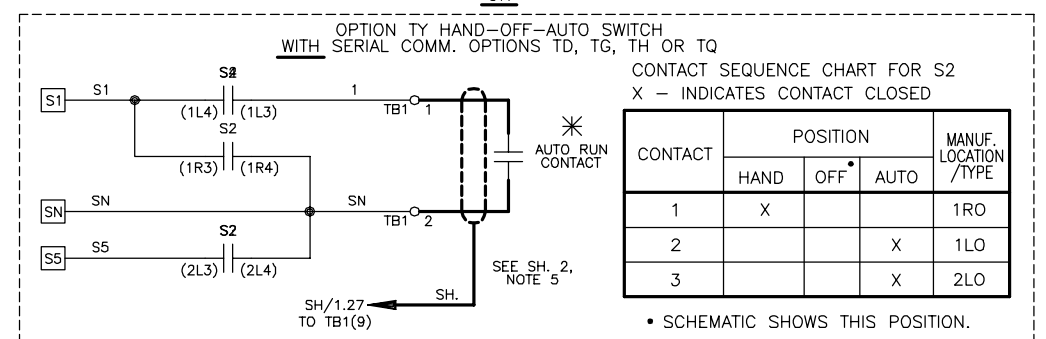 OPTION TY HAND-OFF-AUTO SWITCH
WITH SERIAL COMM. OPTIONS TD, TG, TH OR TQ
S1
S1
(1L4) (1L3)
1
TB1 1
S2
(1R3) (1R4)
AUTO RUN
CONTACT
SN
SN
SN
TB1 2
S5
S5
S2
(2L3) (2L4)
SEE SH. 2,
NOTE 5
SH.
SH/1.27
TO TB1(9)
CONTACT SEQUENCE CHART FOR S2
X - INDICATES CONTACT CLOSED
CONTACT POSITION MANUF. LOCATION /TYPE
HAND OFF• AUTO
1 X 1RO
2 X 1LO
3 X 2LO
• SCHEMATIC SHOWS THIS POSITION.